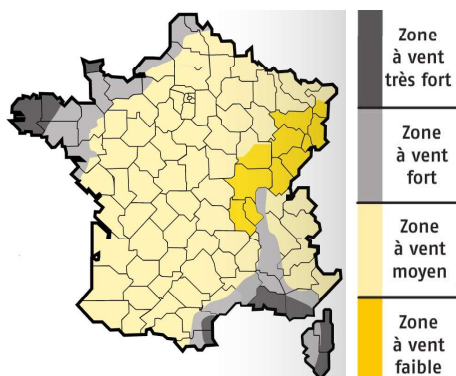 Zone
à vent
très fort
Zone
à vent
fort
Zone
à vent
moyen
Zone
à vent
faible